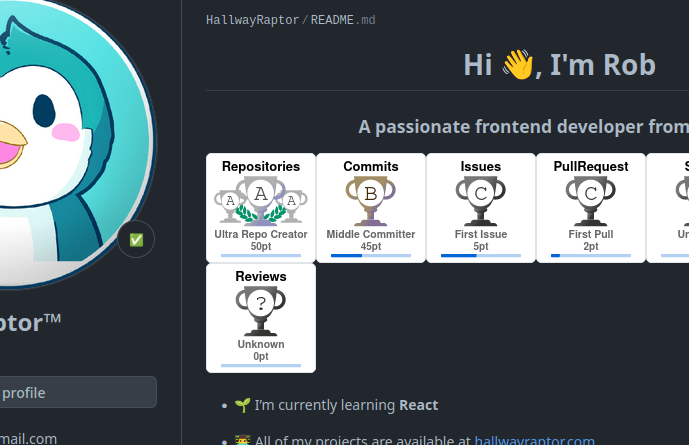 HallwayRaptor/README.md
Hi 👋, I'm Rob
A passionate frontend developer from
Repositories Commits Issues PullRequest
A A A B C C
Ultra Repo Creator Middle Committer First Issue First Pull
50pt 45pt 5pt 2pt
Reviews
?
Unknown
0pt
ptor™
profile
mail.com
🌱 I'm currently learning React
👨‍💻 All of my projects are available at hallwayraptor.com